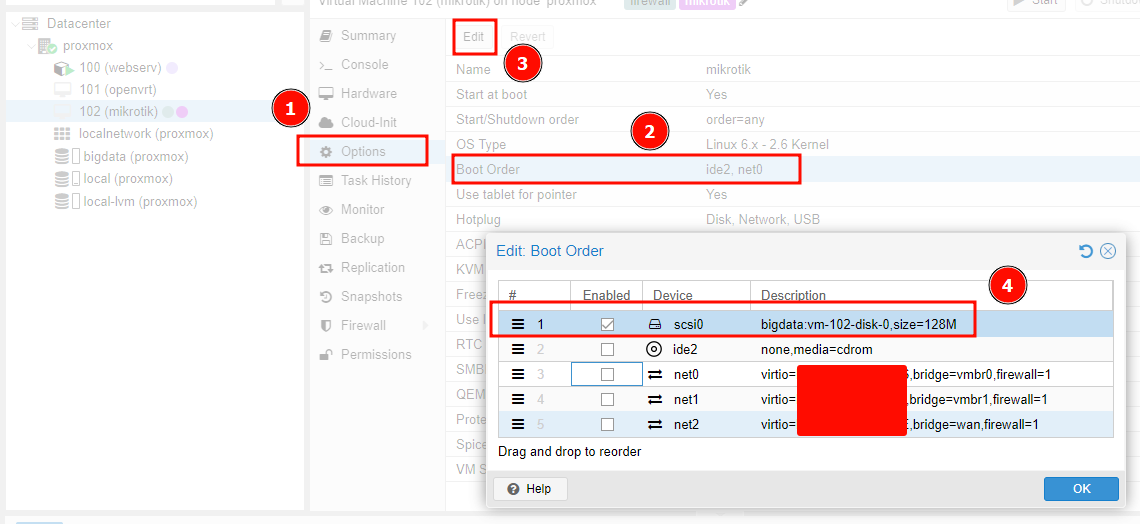 Virtual Machine 102 (mikrotik) on node 'proxmox' firewall mikrotik Start Shutdown
Datacenter
proxmox
100 (webserv)
101 (openvrt)
102 (mikrotik)
localnetwork (proxmox)
bigdata (proxmox)
local (proxmox)
local-lvm (proxmox)
1
Summary
Console
Hardware
Cloud-Init
Options
Task History
Monitor
Backup
Replication
Snapshots
Firewall
Permissions
Edit Revert
3
Name mikrotik
Start at boot Yes
Start/Shutdown order order=any
2
OS Type Linux 6.x - 2.6 Kernel
Boot Order ide2, net0
Use tablet for pointer Yes
Hotplug Disk, Network, USB
ACPI
KVM
Freez
Use l
RTC
SMB
QEM
Prote
Spice
VM S
Edit: Boot Order
4
# Enabled Device Description
1 scsi0 bigdata:vm-102-disk-0,size=128M
2 ide2 none,media=cdrom
3 net0 virtio= ,bridge=vmbr0,firewall=1
4 net1 virtio= ,bridge=vmbr1,firewall=1
5 net2 virtio= ,bridge=wan,firewall=1
Drag and drop to reorder
Help OK